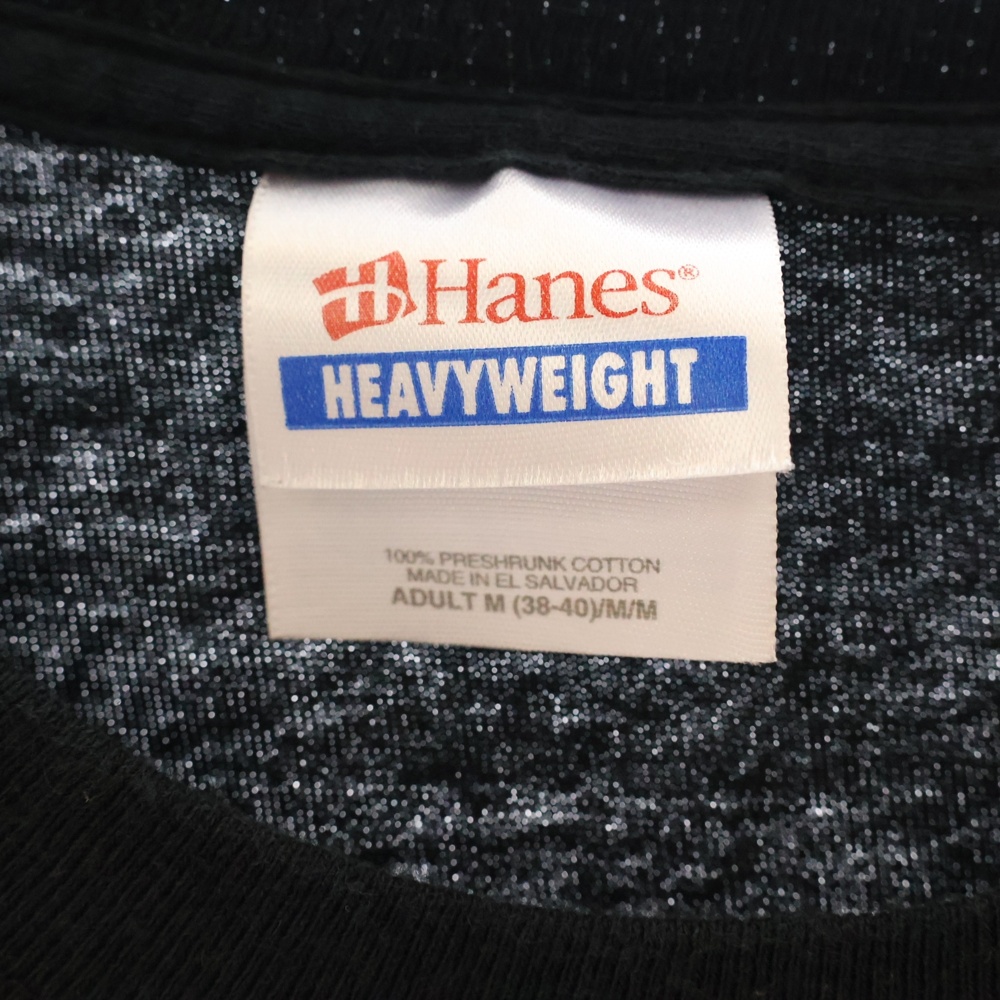 Hanes®
HEAVYWEIGHT
100% PRESHRUNK COTTON
MADE IN EL SALVADOR
ADULT M (38-40)/M/M